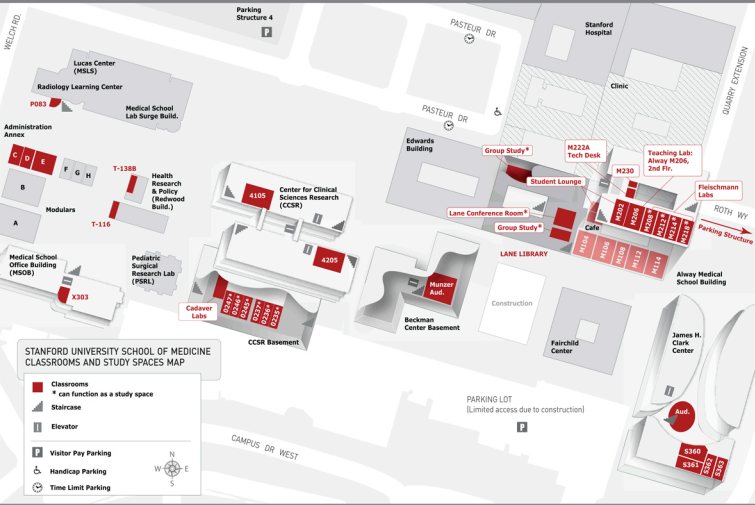 WELCH RD.
Parking
Structure 4
P
PASTEUR DR
Stanford
Hospital
QUARRY EXTENSION
Lucas Center
(MSLS)
Radiology Learning Center
P083
Medical School
Lab Surge Build.
Clinic
PASTEUR DR
Administration
Annex
C
D
E
F
G
H
B
A
Modulars
T-138B
T-116
Health
Research
& Policy
(Redwood
Build.)
Edwards
Building
Group Study*
M222A
Tech Desk
M230
Teaching Lab:
Alway M206,
2nd Flr.
Student Lounge
Fleischmann
Labs
4105
Center for Clinical
Sciences Research
(CCSR)
4205
Lane Conference Room*
Group Study*
Cafe
M202
M206
M208*
M212*
M214*
M218*
M104
M106
M108
M112
M114
ROTH WY
Parking Structure
LANE LIBRARY
Medical School
Office Building
(MSOB)
X303
Pediatric
Surgical
Research Lab
(PSRL)
Alway Medical
School Building
Cadaver
Labs
0247*
0246*
0245*
0237*
0236*
0235*
CCSR Basement
Munzer
Aud.
Beckman
Center Basement
Construction
Fairchild
Center
James H.
Clark
Center
Aud.
S360
S361
S362
S363
STANFORD UNIVERSITY SCHOOL OF MEDICINE
CLASSROOMS AND STUDY SPACES MAP
Classrooms
* can function as a study space
Staircase
Elevator
P Visitor Pay Parking
Handicap Parking
Time Limit Parking
N
W
E
S
CAMPUS DR WEST
PARKING LOT
(Limited access due to construction)
P